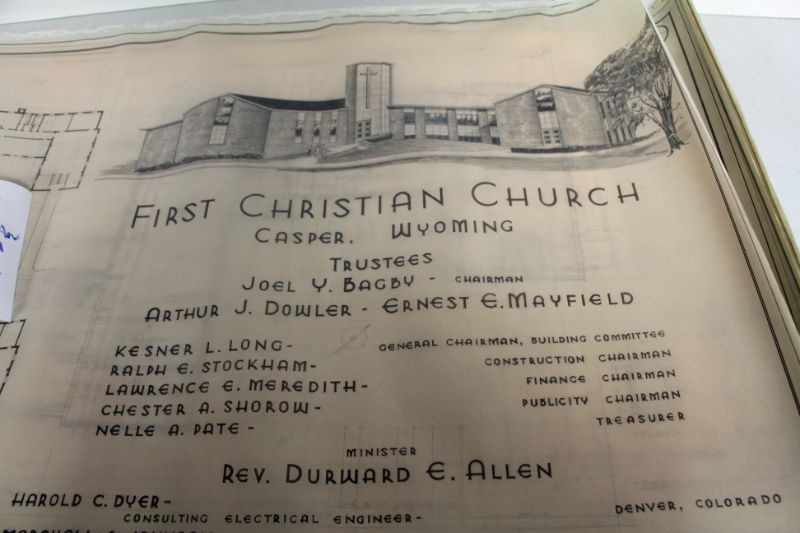 FIRST CHRISTIAN CHURCH
CASPER, WYOMING
TRUSTEES
JOEL Y. BAGBY - CHAIRMAN
ARTHUR J. DOWLER - ERNEST E. MAYFIELD
KESNER L. LONG- GENERAL CHAIRMAN, BUILDING COMMITTEE
RALPH E. STOCKHAM- CONSTRUCTION CHAIRMAN
LAWRENCE E. MEREDITH- FINANCE CHAIRMAN
CHESTER A. SHOROW- PUBLICITY CHAIRMAN
NELLE A. PATE - TREASURER
MINISTER
REV. DURWARD E. ALLEN
HAROLD C. DYER-
CONSULTING ELECTRICAL ENGINEER- DENVER, COLORADO